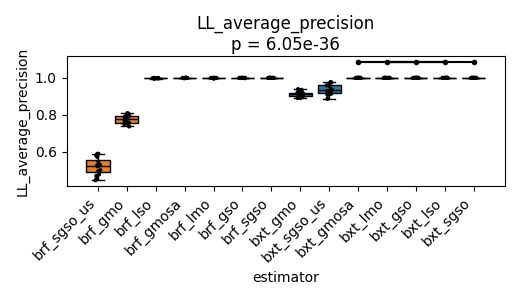 LL_average_precision
p = 6.05e-36
LL_average_precision
1.0
0.8
0.6
brf_sgso_us
brf_gmo
brf_lso
brf_gmosa
brf_lmo
brf_gso
brf_sgso
bxt_gmo
bxt_sgso_us
bxt_gmosa
bxt_lmo
bxt_gso
bxt_lso
bxt_sgso
estimator